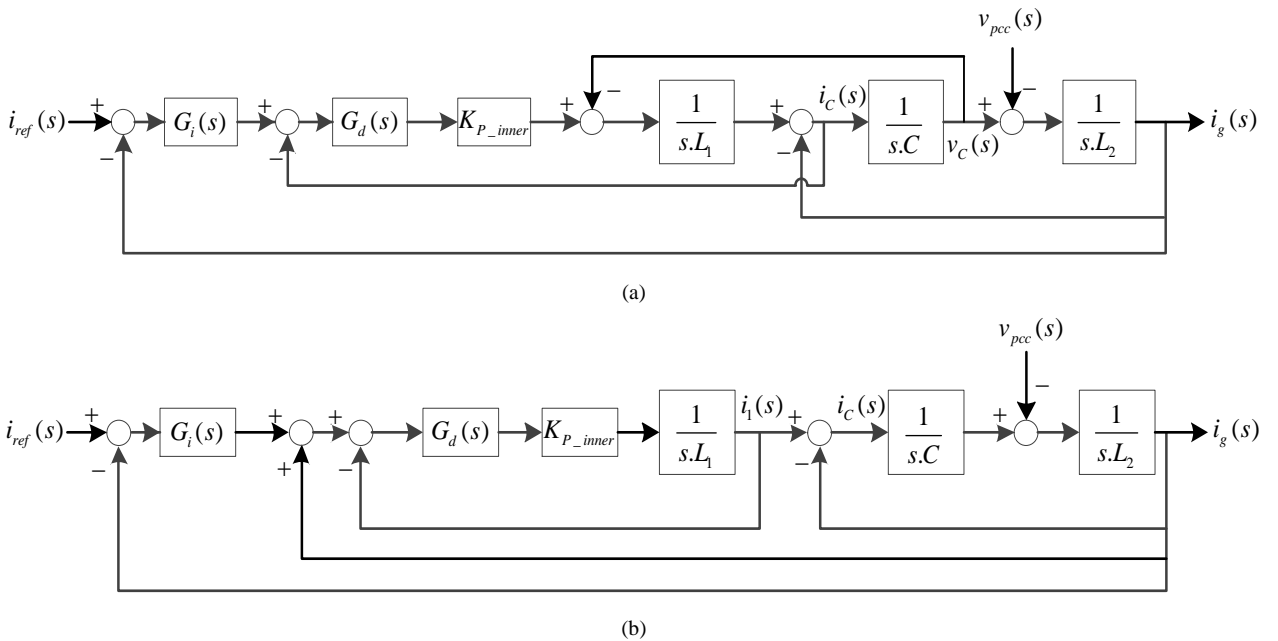 v_pcc(s)
i_ref(s) + − G_i(s) + − G_d(s) K_P_inner + − 1/s.L_1 + − i_C(s) 1/s.C + v_C(s) − 1/s.L_2 i_g(s)
(a)
v_pcc(s)
i_ref(s) + − G_i(s) + + + − G_d(s) K_P_inner 1/s.L_1 i_1(s) + − i_C(s) 1/s.C + − 1/s.L_2 i_g(s)
(b)